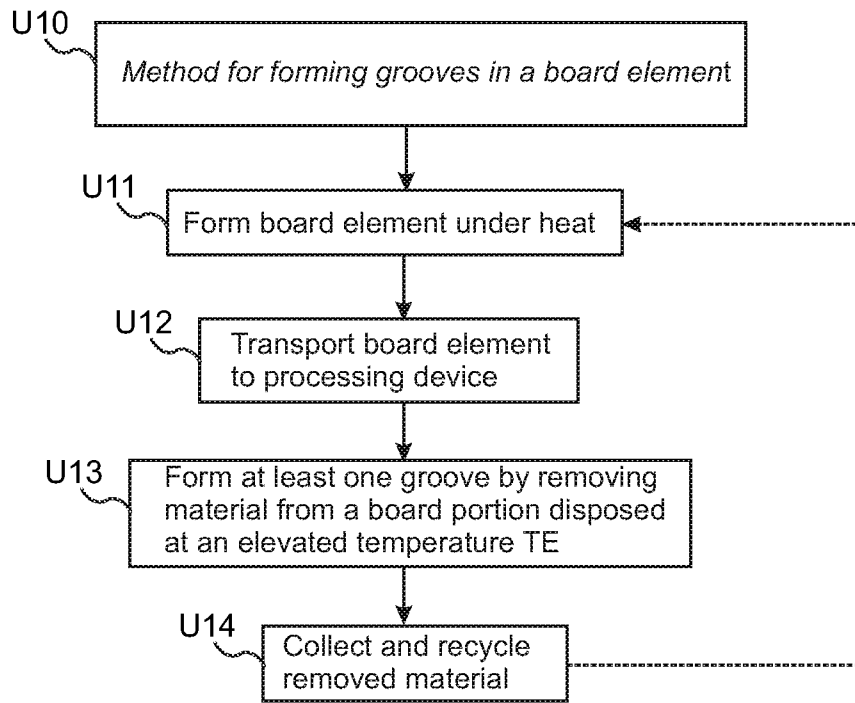 U10
Method for forming grooves in a board element
U11
Form board element under heat
U12
Transport board element
to processing device
U13
Form at least one groove by removing
material from a board portion disposed
at an elevated temperature TE
U14
Collect and recycle
removed material